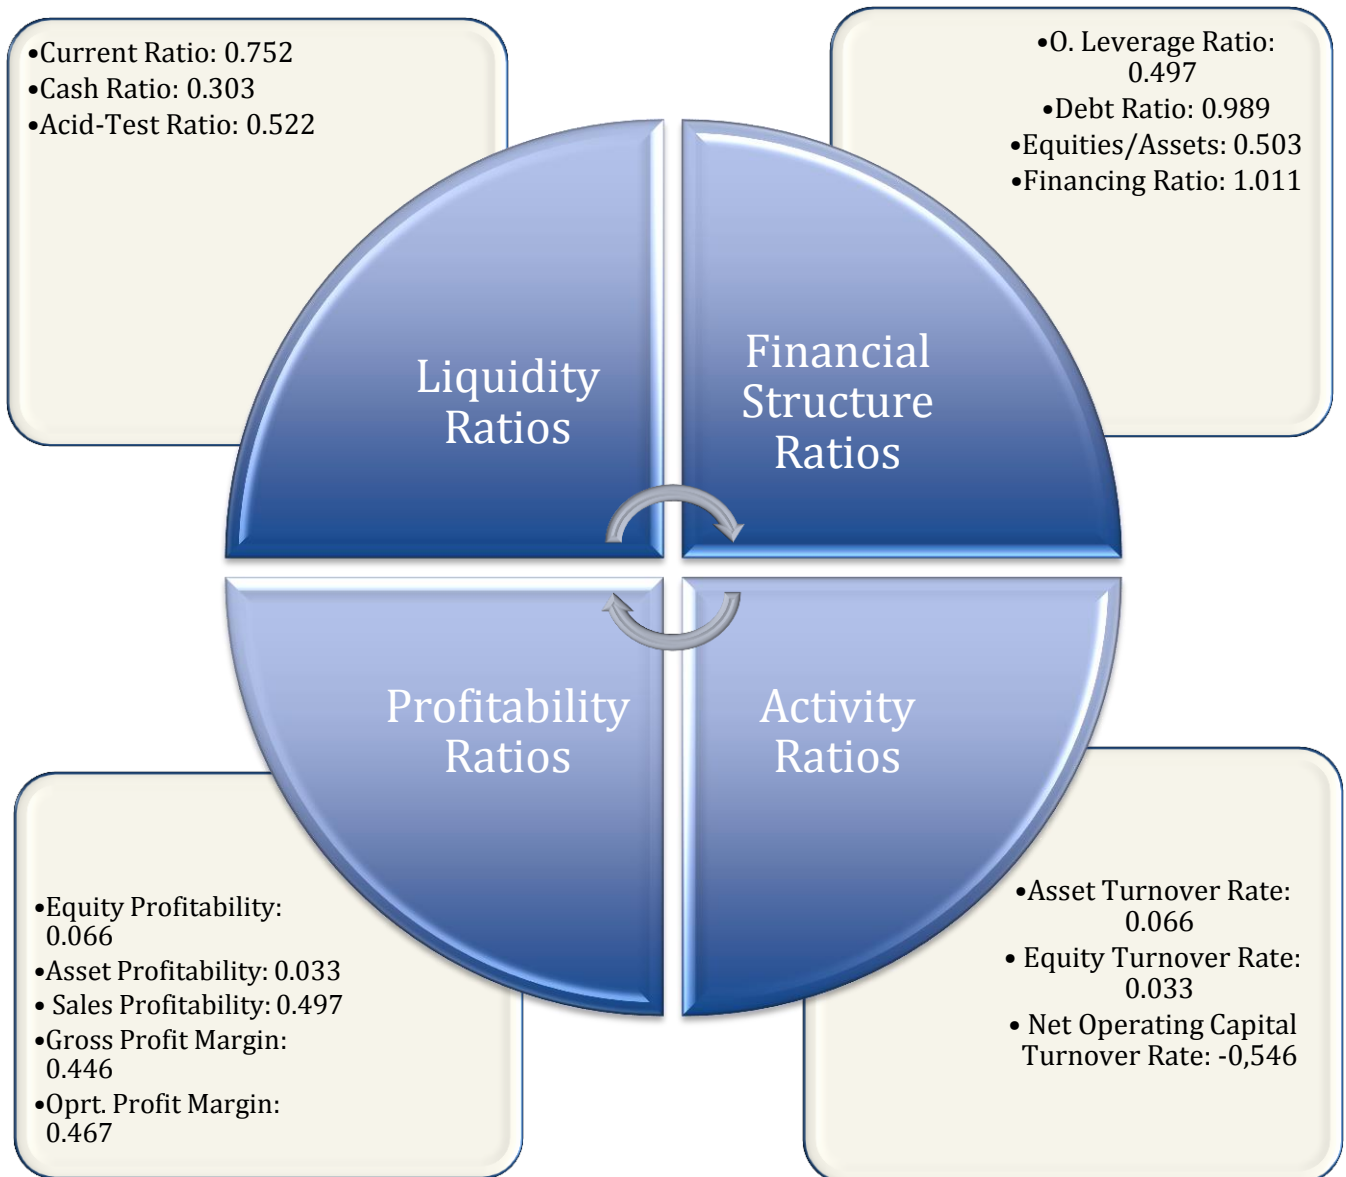 •Current Ratio: 0.752
•Cash Ratio: 0.303
•Acid-Test Ratio: 0.522
•O. Leverage Ratio:
0.497
•Debt Ratio: 0.989
•Equities/Assets: 0.503
•Financing Ratio: 1.011
Liquidity
Ratios
Financial
Structure
Ratios
Profitability
Ratios
Activity
Ratios
•Equity Profitability:
0.066
•Asset Profitability: 0.033
• Sales Profitability: 0.497
•Gross Profit Margin:
0.446
•Oprt. Profit Margin:
0.467
•Asset Turnover Rate:
0.066
• Equity Turnover Rate:
0.033
• Net Operating Capital
Turnover Rate: -0,546